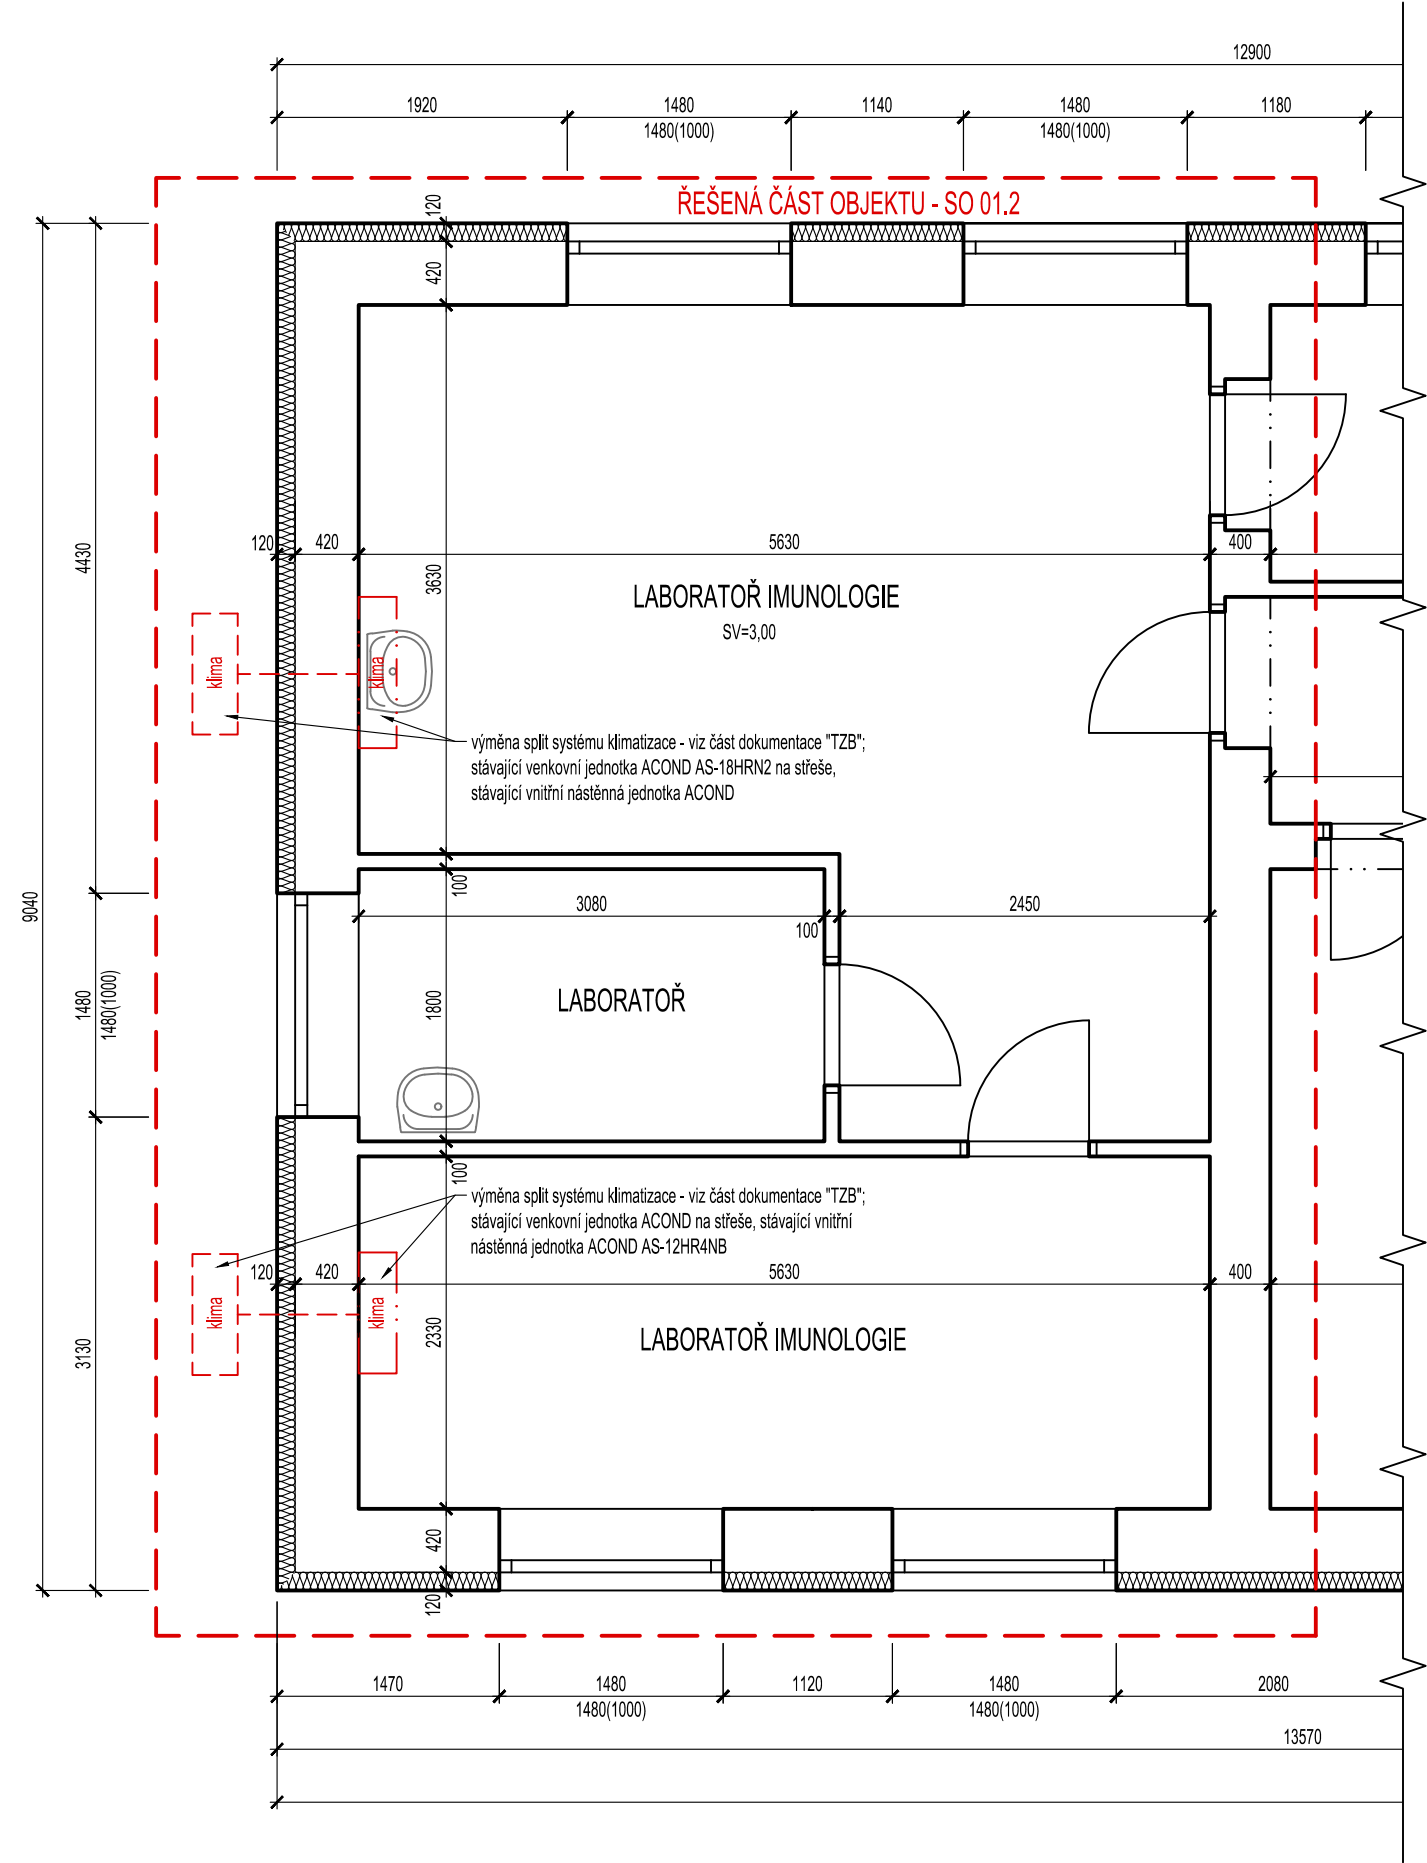 12900
1920
1480
1140
1480
1180
1480(1000)
1480(1000)
ŘEŠENÁ ČÁST OBJEKTU - SO 01.2
120
420
4430
120
420
5630
400
3630
LABORATOŘ IMUNOLOGIE
SV=3,00
klima
klima
výměna split systému klimatizace - viz část dokumentace "TZB";
stávající venkovní jednotka ACOND AS-18HRN2 na střeše,
stávající vnitřní nástěnná jednotka ACOND
9040
100
3080
100
2450
1480
1480(1000)
1800
LABORATOŘ
100
výměna split systému klimatizace - viz část dokumentace "TZB";
stávající venkovní jednotka ACOND na střeše, stávající vnitřní
nástěnná jednotka ACOND AS-12HR4NB
120
420
5630
400
klima
klima
2330
3130
LABORATOŘ IMUNOLOGIE
420
120
1470
1480
1120
1480
2080
1480(1000)
1480(1000)
13570